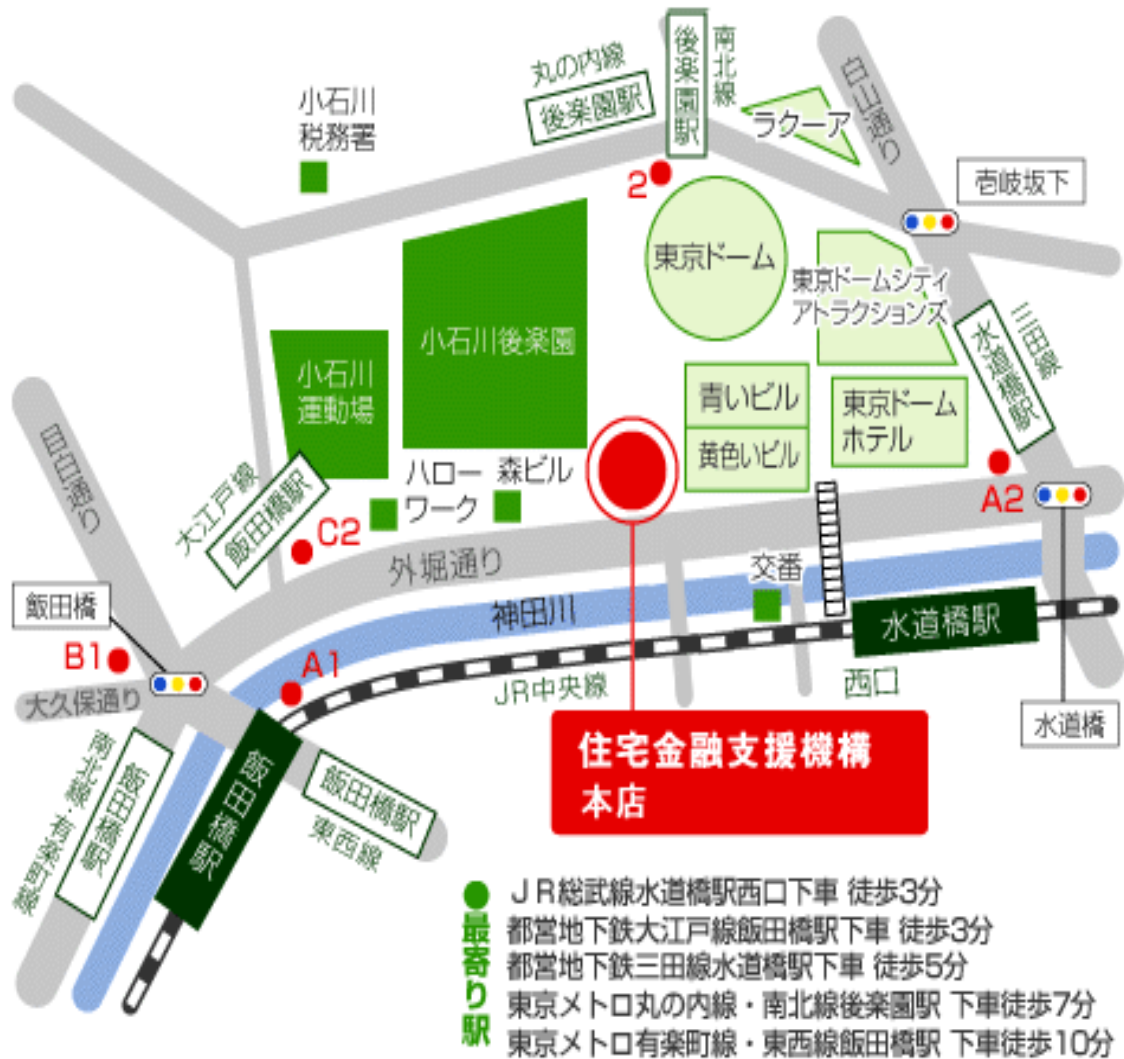 丸の内線
後楽園駅
後楽園駅
南北線
ラクーア
白山通り
小石川
税務署
壱岐坂下
2
東京ドーム
東京ドームシティ
アトラクションズ
三田線
水道橋駅
小石川後楽園
小石川
運動場
青いビル
黄色いビル
東京ドーム
ホテル
目白通り
大江戸線
飯田橋駅
C2
ハロー
ワーク
森ビル
A2
外堀通り
交番
神田川
飯田橋
B1
A1
大久保通り
JR中央線
水道橋駅
西口
水道橋
南北線・有楽町線
飯田橋駅
飯田橋駅
飯田橋駅
東西線
住宅金融支援機構
本店
●最寄り駅
JR総武線水道橋駅西口下車 徒歩3分
都営地下鉄大江戸線飯田橋駅下車 徒歩3分
都営地下鉄三田線水道橋駅下車 徒歩5分
東京メトロ丸の内線・南北線後楽園駅 下車徒歩7分
東京メトロ有楽町線・東西線飯田橋駅 下車徒歩10分